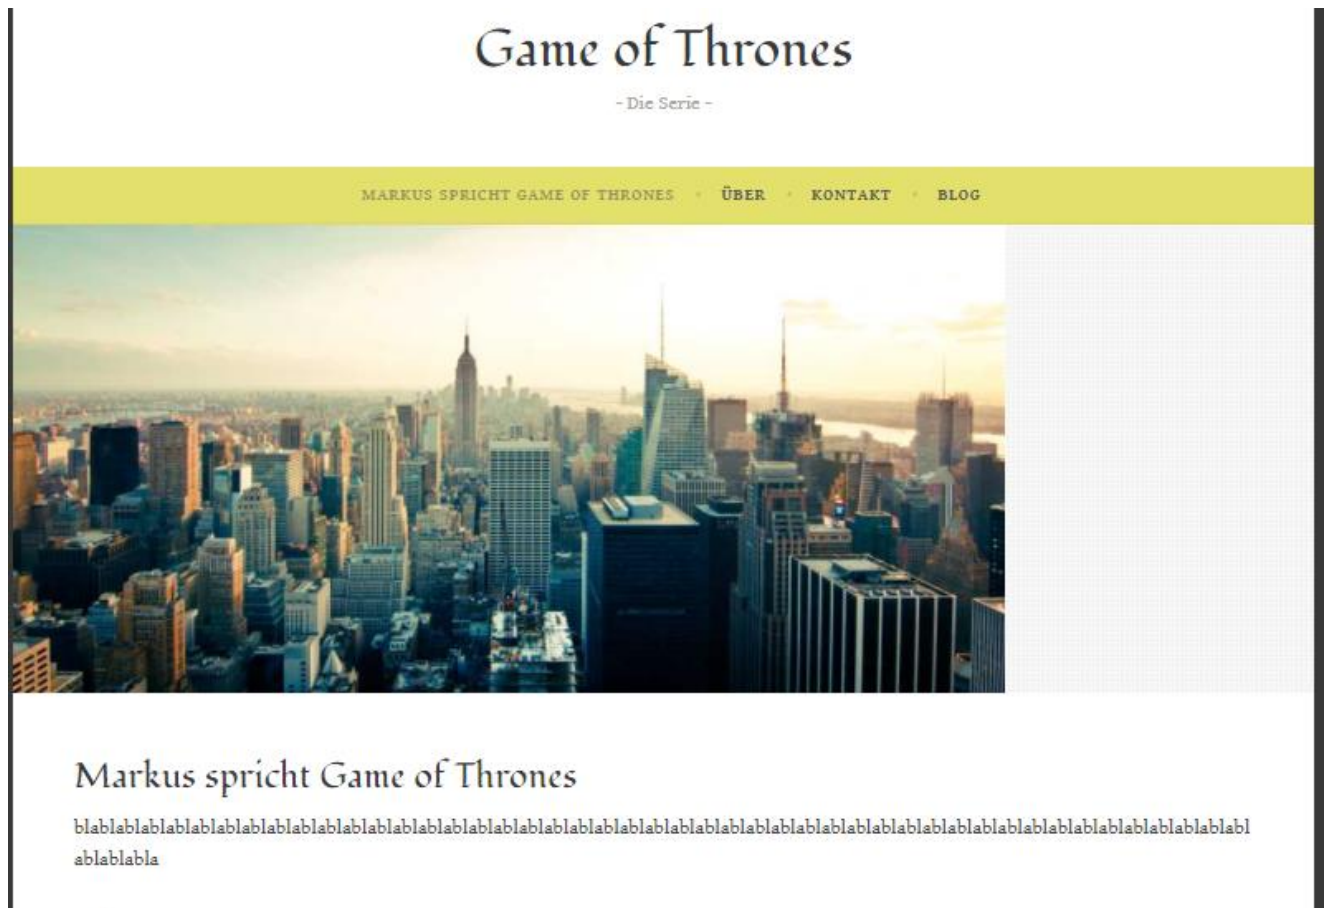 Game of Thrones
- Die Serie -
MARKUS SPRICHT GAME OF THRONES • ÜBER • KONTAKT • BLOG
Markus spricht Game of Thrones
blablablablablablablablablablablablablablablablablablablablablablablablablablablablablablablablablablablablablablabl
ablablabla